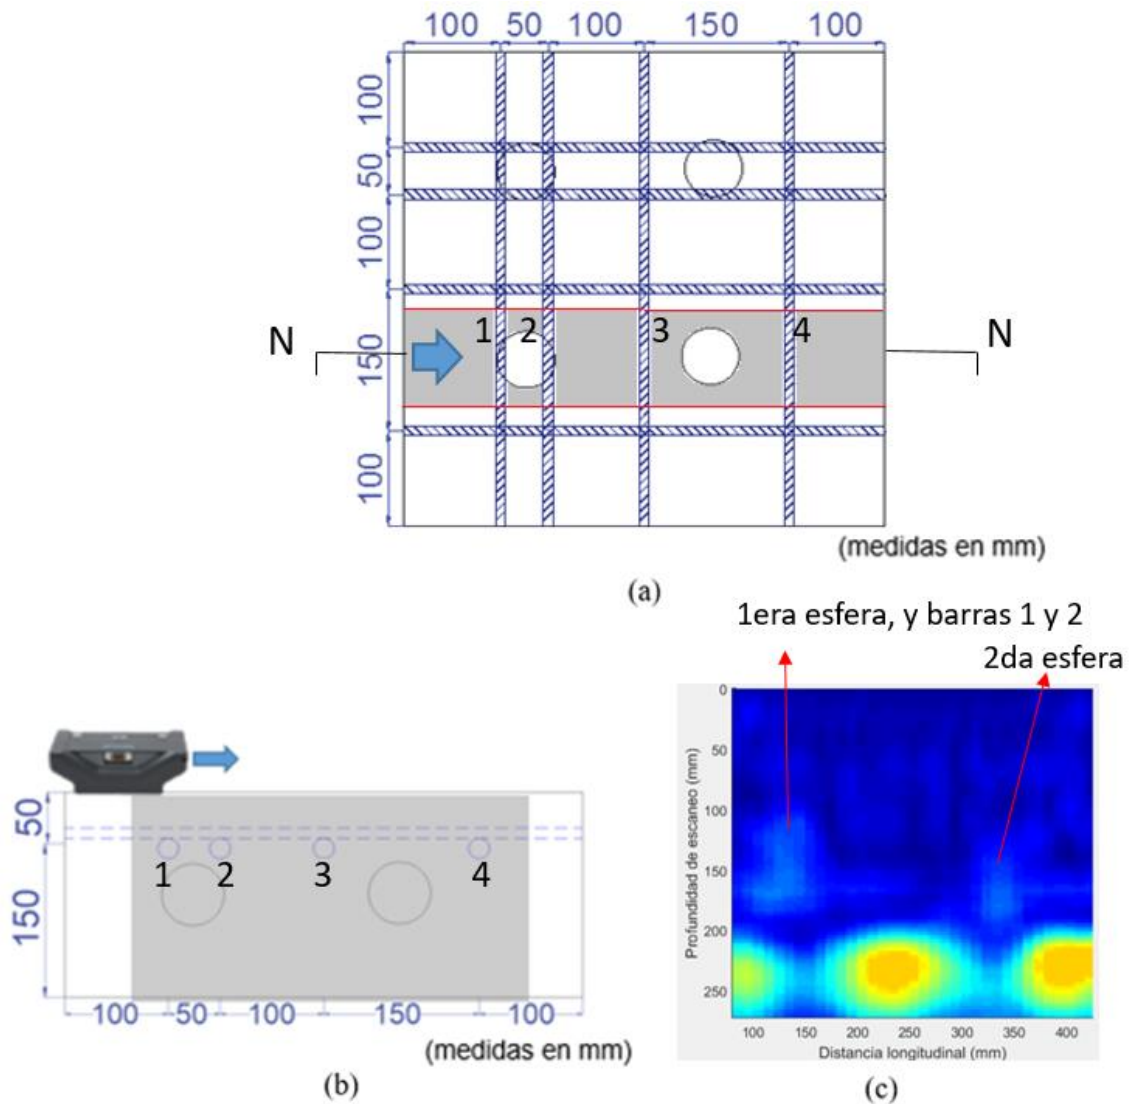 (a)
100 50 100 150 100
100
50
100
150
100
N
N
1 2 3 4
(medidas en mm)
(a)
1era esfera, y barras 1 y 2
2da esfera
50
150
1 2 3 4
100 50 100 150 100
(medidas en mm)
(b)
0
50
100
150
200
250
Profundidad de escaneo (mm)
100 150 200 250 300 350 400
Distancia longitudinal (mm)
(c)